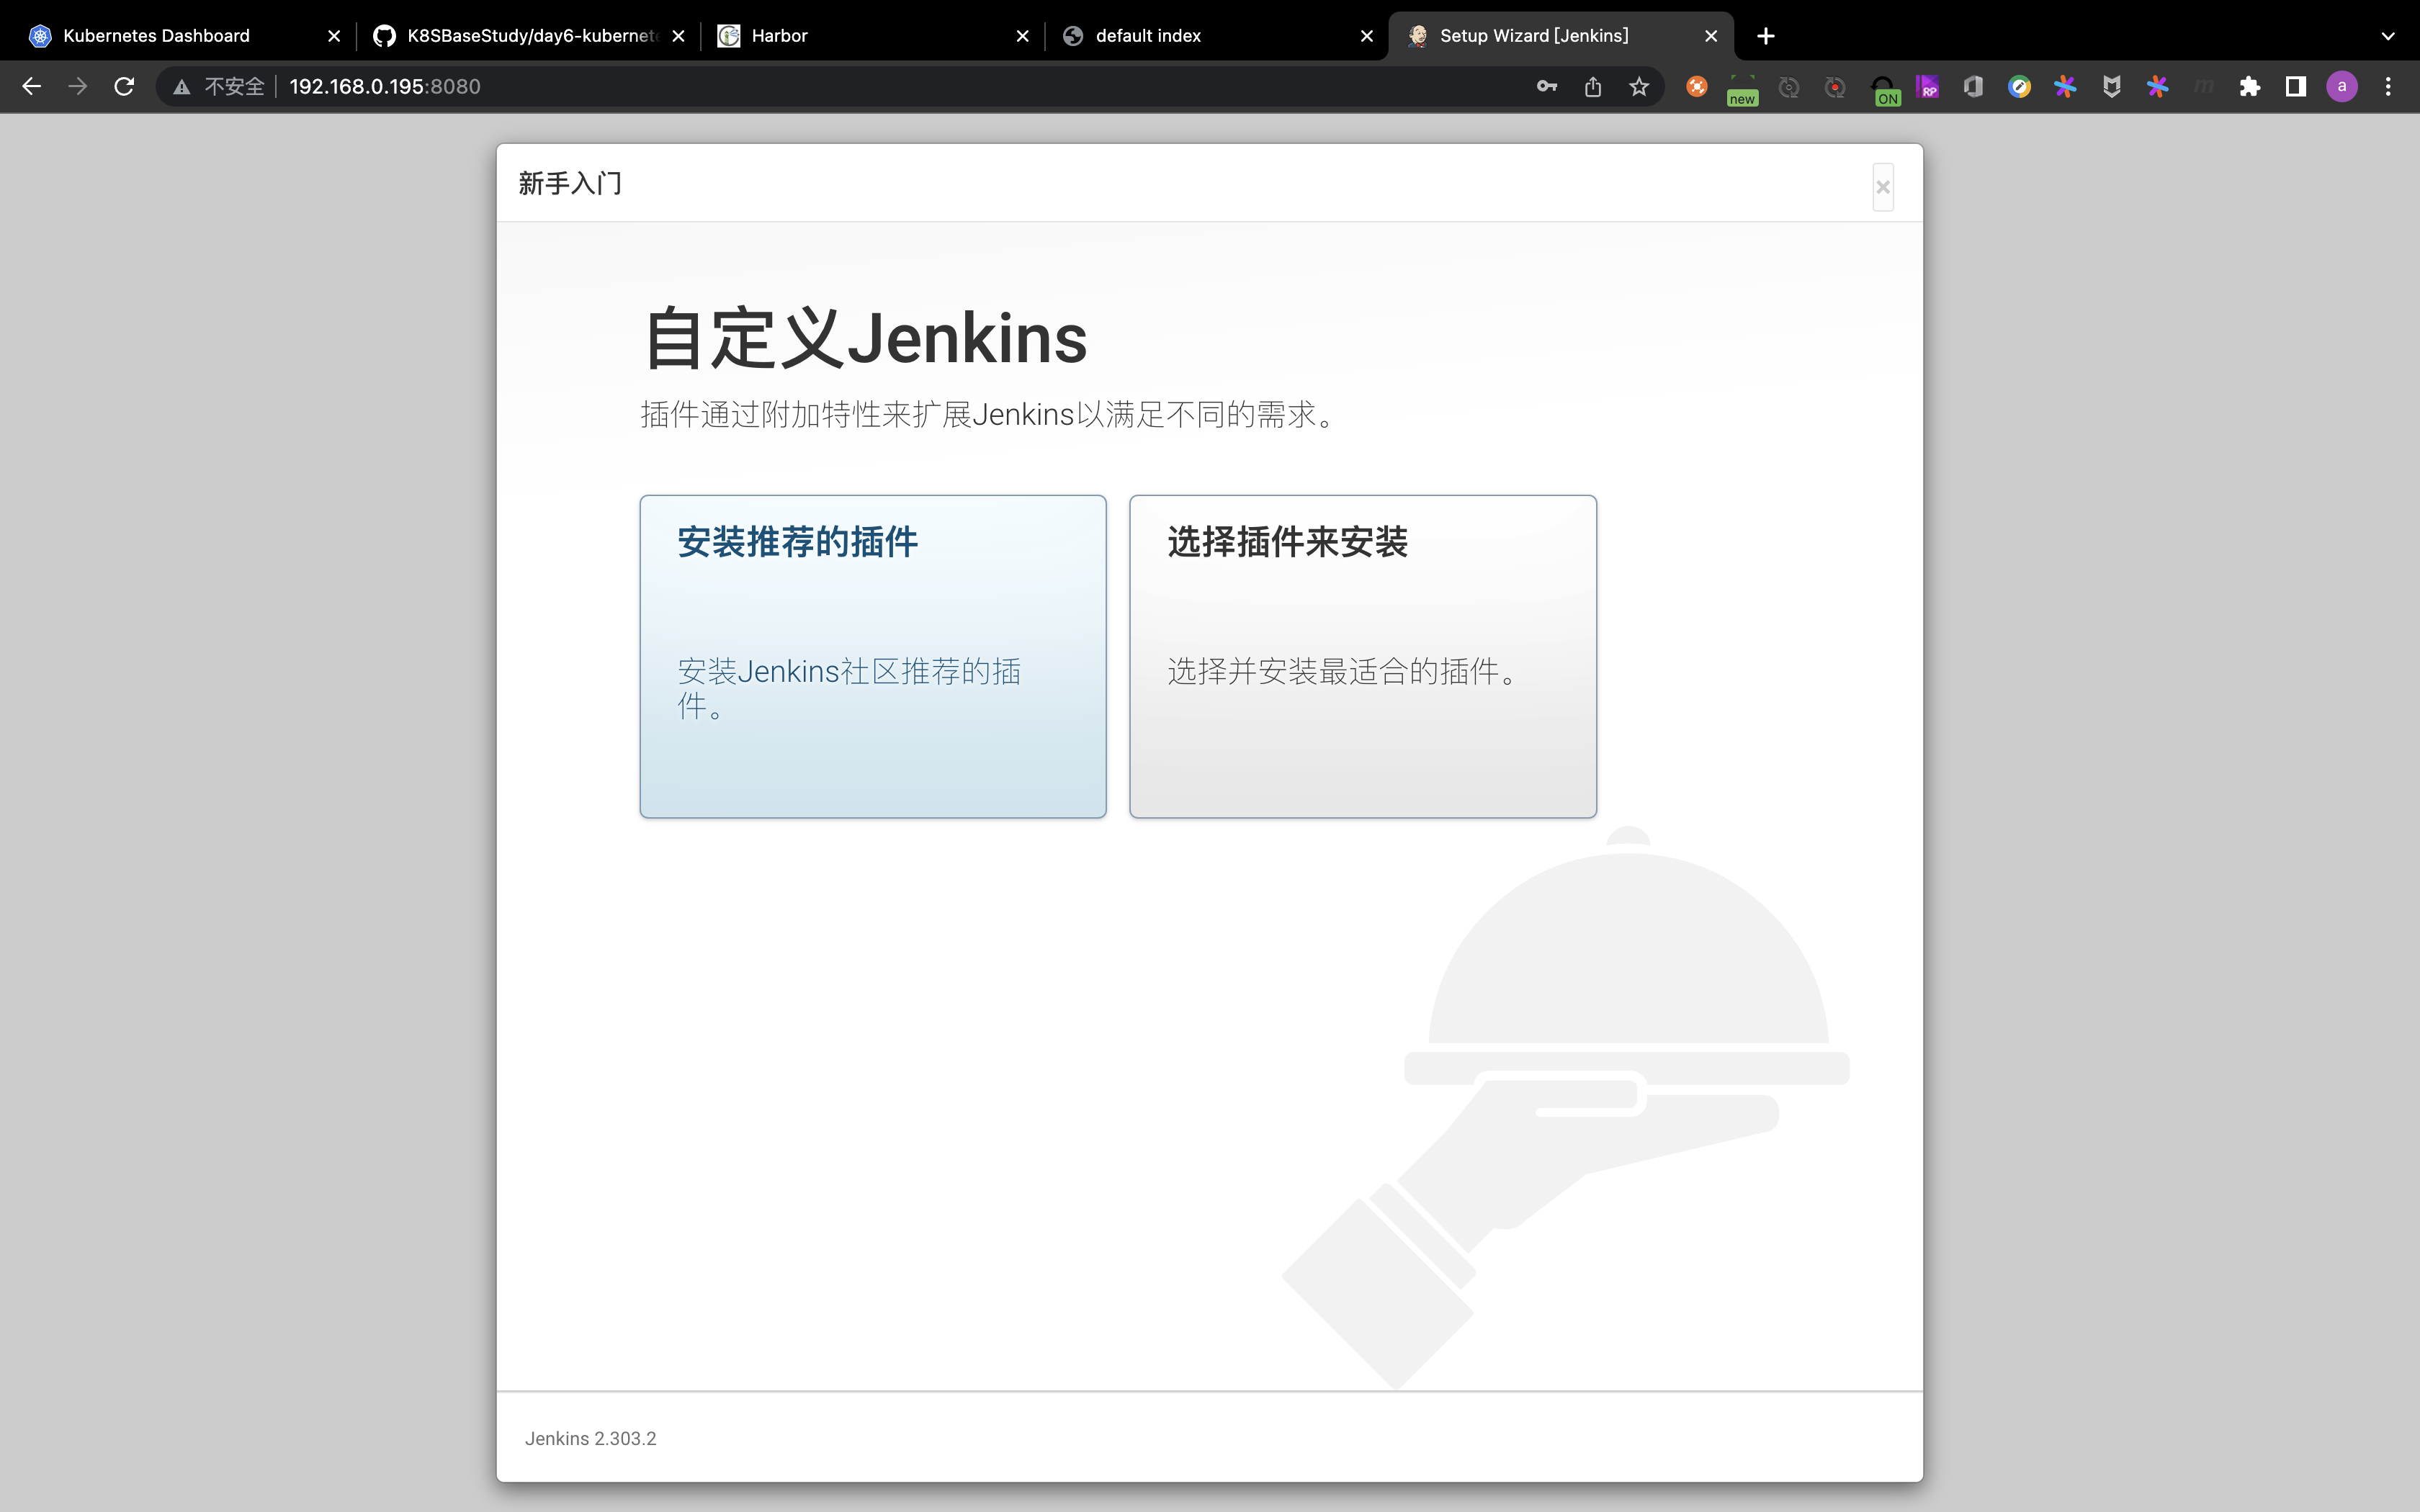 Kubernetes Dashboard
K8SBaseStudy/day6-kubernete
Harbor
default index
Setup Wizard [Jenkins]
不安全
192.168.0.195:8080
new
ON
RP
m
a
新手入门
自定义Jenkins
插件通过附加特性来扩展Jenkins以满足不同的需求。
安装推荐的插件
安装Jenkins社区推荐的插
件。
选择插件来安装
选择并安装最适合的插件。
Jenkins 2.303.2